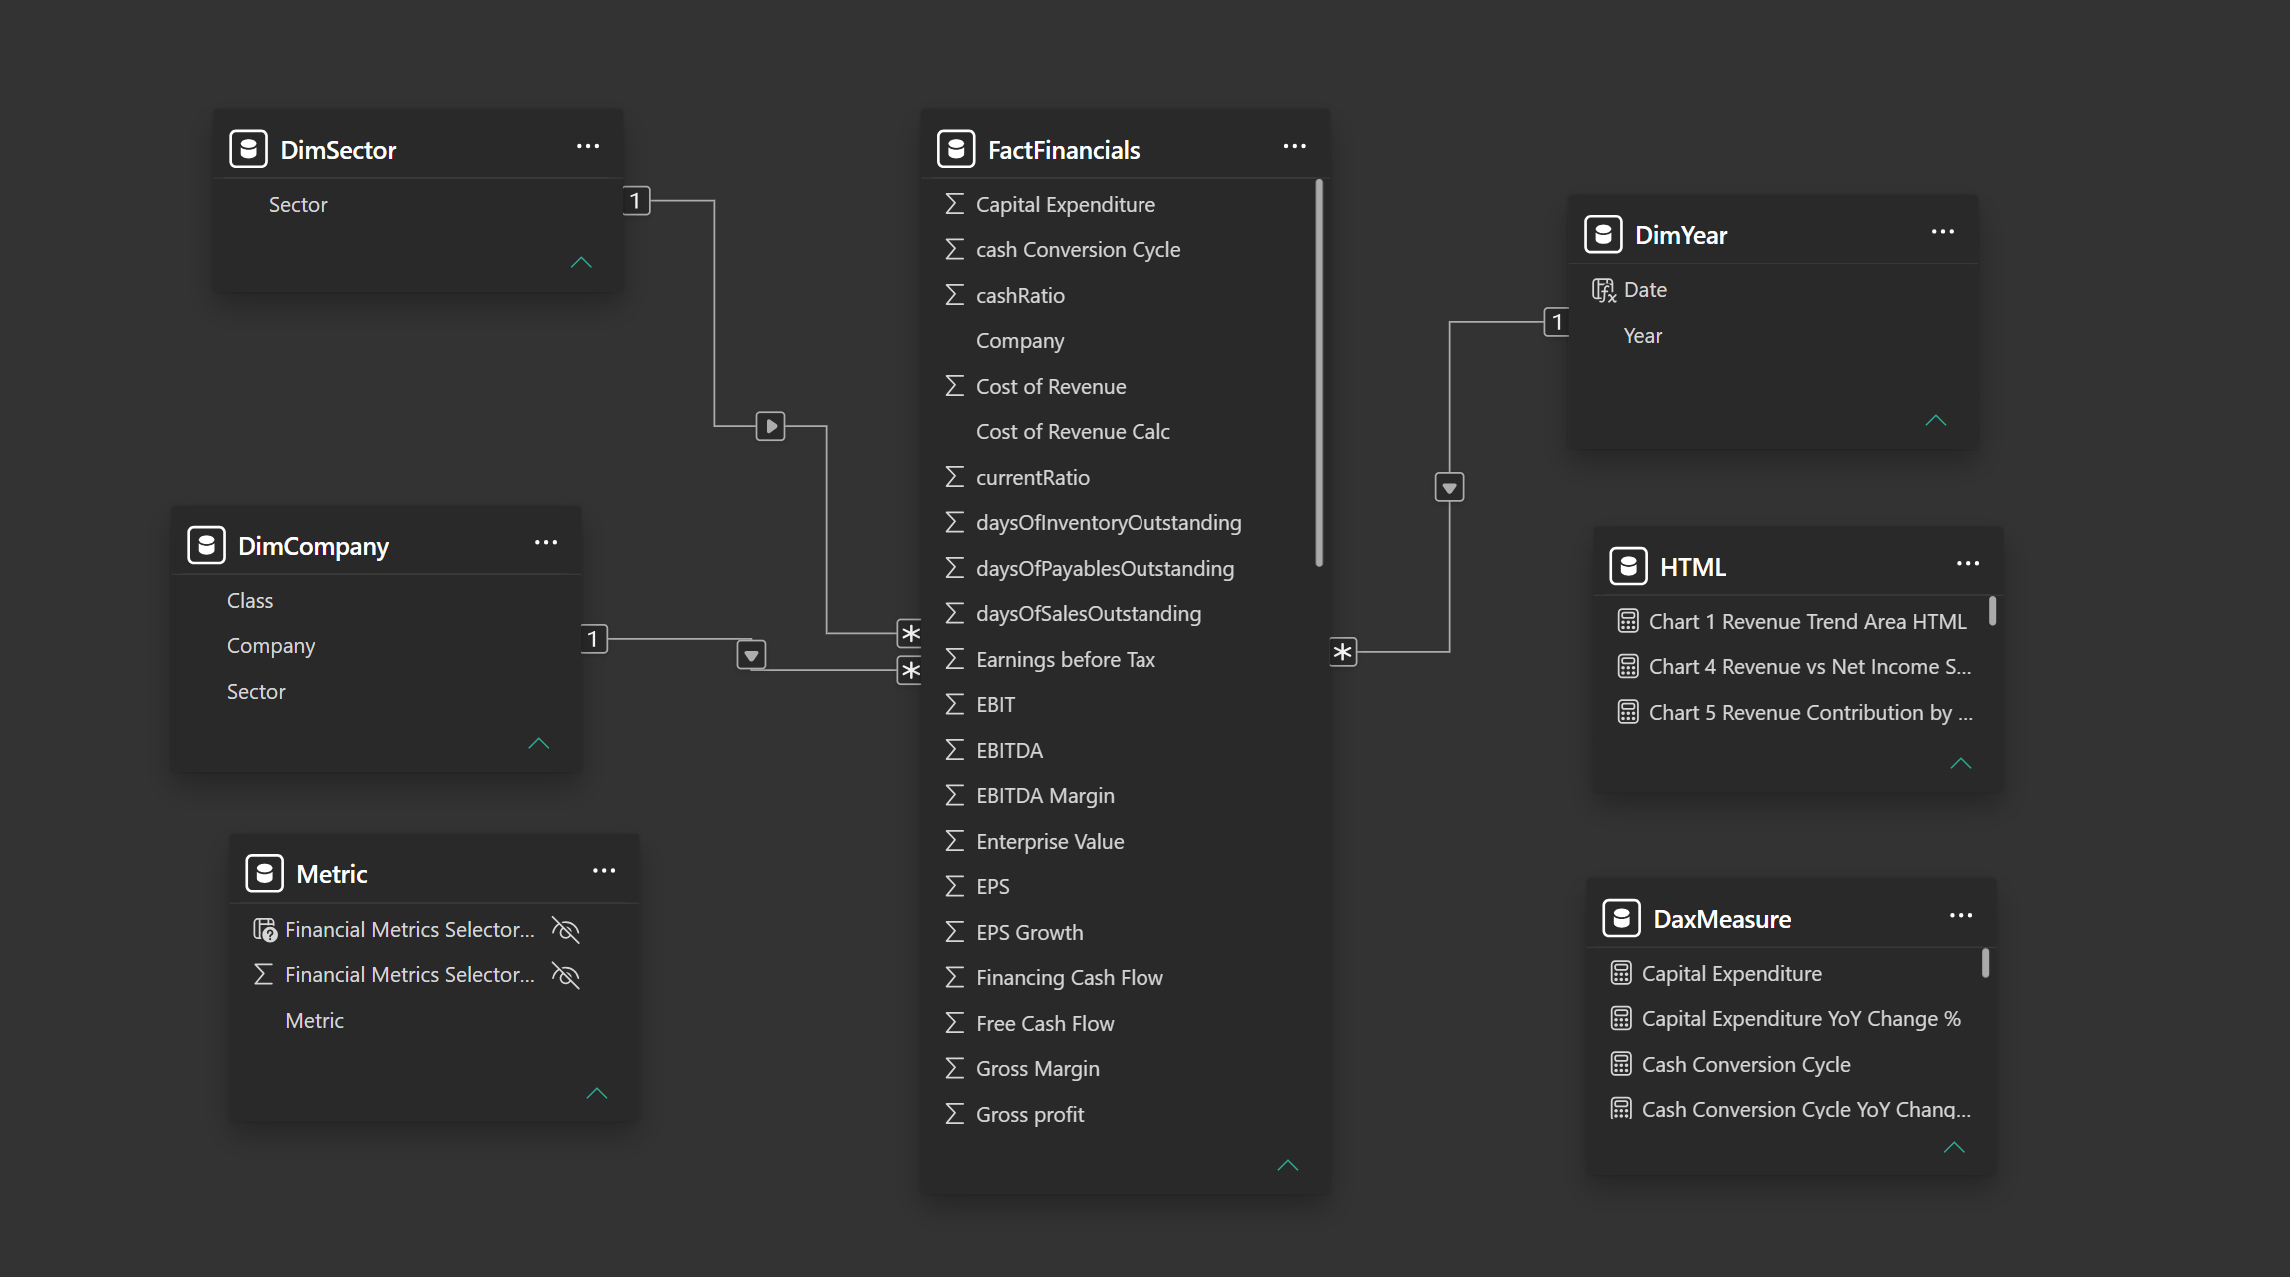 DimSector
Sector
1
DimCompany
Class
Company
Sector
1
Metric
Financial Metrics Selector...
Financial Metrics Selector...
Metric
FactFinancials
Capital Expenditure
cash Conversion Cycle
cashRatio
Company
Cost of Revenue
Cost of Revenue Calc
currentRatio
daysOfInventoryOutstanding
daysOfPayablesOutstanding
daysOfSalesOutstanding
Earnings before Tax
EBIT
EBITDA
EBITDA Margin
Enterprise Value
EPS
EPS Growth
Financing Cash Flow
Free Cash Flow
Gross Margin
Gross profit
*
*
*
DimYear
Date
Year
1
HTML
Chart 1 Revenue Trend Area HTML
Chart 4 Revenue vs Net Income S...
Chart 5 Revenue Contribution by ...
DaxMeasure
Capital Expenditure
Capital Expenditure YoY Change %
Cash Conversion Cycle
Cash Conversion Cycle YoY Chang...